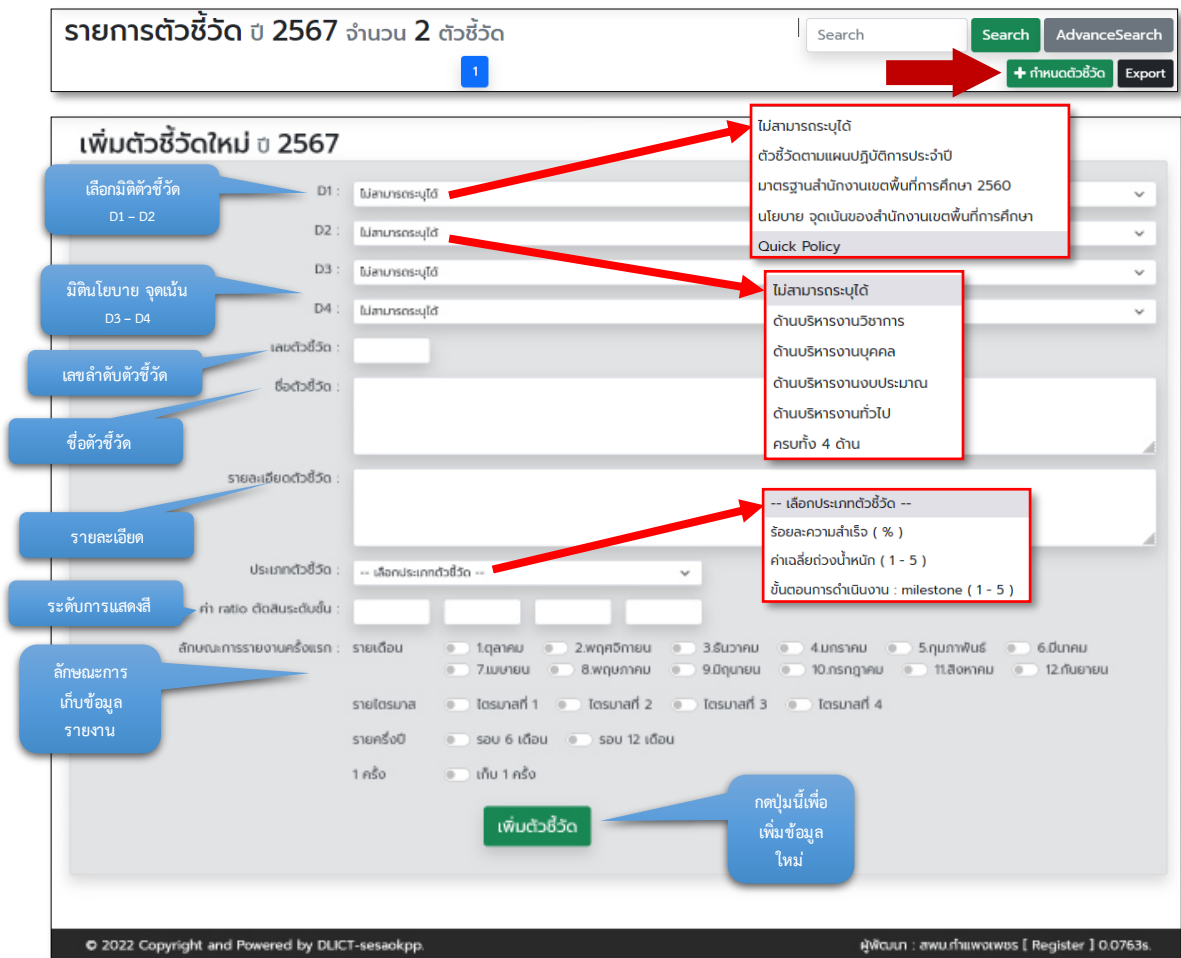 รายการตัวชี้วัด ปี 2567 จำนวน 2 ตัวชี้วัด
Search
Search
AdvanceSearch
1
+ กำหนดตัวชี้วัด
Export
เพิ่มตัวชี้วัดใหม่ ปี 2567
ไม่สามารถระบุได้
ตัวชี้วัดตามแผนปฏิบัติการประจำปี
มาตรฐานสำนักงานเขตพื้นที่การศึกษา 2560
นโยบาย จุดเน้นของสำนักงานเขตพื้นที่การศึกษา
Quick Policy
เลือกมิติตัวชี้วัด
D1 – D2
D1 : ไม่สามารถระบุได้
D2 : ไม่สามารถระบุได้
D3 : ไม่สามารถระบุได้
D4 : ไม่สามารถระบุได้
มิตินโยบาย จุดเน้น
D3 – D4
ไม่สามารถระบุได้
ด้านบริหารงานวิชาการ
ด้านบริหารงานบุคคล
ด้านบริหารงานงบประมาณ
ด้านบริหารงานทั่วไป
ครบทั้ง 4 ด้าน
เลขตัวชี้วัด :
เลขลำดับตัวชี้วัด
ชื่อตัวชี้วัด :
ชื่อตัวชี้วัด
รายละเอียดตัวชี้วัด :
รายละเอียด
-- เลือกประเภทตัวชี้วัด --
ร้อยละความสำเร็จ ( % )
ค่าเฉลี่ยถ่วงน้ำหนัก ( 1 - 5 )
ขั้นตอนการดำเนินงาน : milestone ( 1 - 5 )
ประเภทตัวชี้วัด : -- เลือกประเภทตัวชี้วัด --
ระดับการแสดงสี
ค่า ratio ตัดสินระดับชั้น :
ลักษณะการรายงานครั้งแรก : รายเดือน 1.ตุลาคม 2.พฤศจิกายน 3.ธันวาคม 4.มกราคม 5.กุมภาพันธ์ 6.มีนาคม
7.เมษายน 8.พฤษภาคม 9.มิถุนายน 10.กรกฎาคม 11.สิงหาคม 12.กันยายน
ลักษณะการ
เก็บข้อมูล
รายงาน
รายไตรมาส ไตรมาสที่ 1 ไตรมาสที่ 2 ไตรมาสที่ 3 ไตรมาสที่ 4
รายครึ่งปี รอบ 6 เดือน รอบ 12 เดือน
1 ครั้ง เก็บ 1 ครั้ง
เพิ่มตัวชี้วัด
กดปุ่มนี้เพื่อ
เพิ่มข้อมูล
ใหม่
© 2022 Copyright and Powered by DLICT-sesaokpp.
ผู้พัฒนา : สพม.กำแพงเพชร [ Register ] 0.0763s.